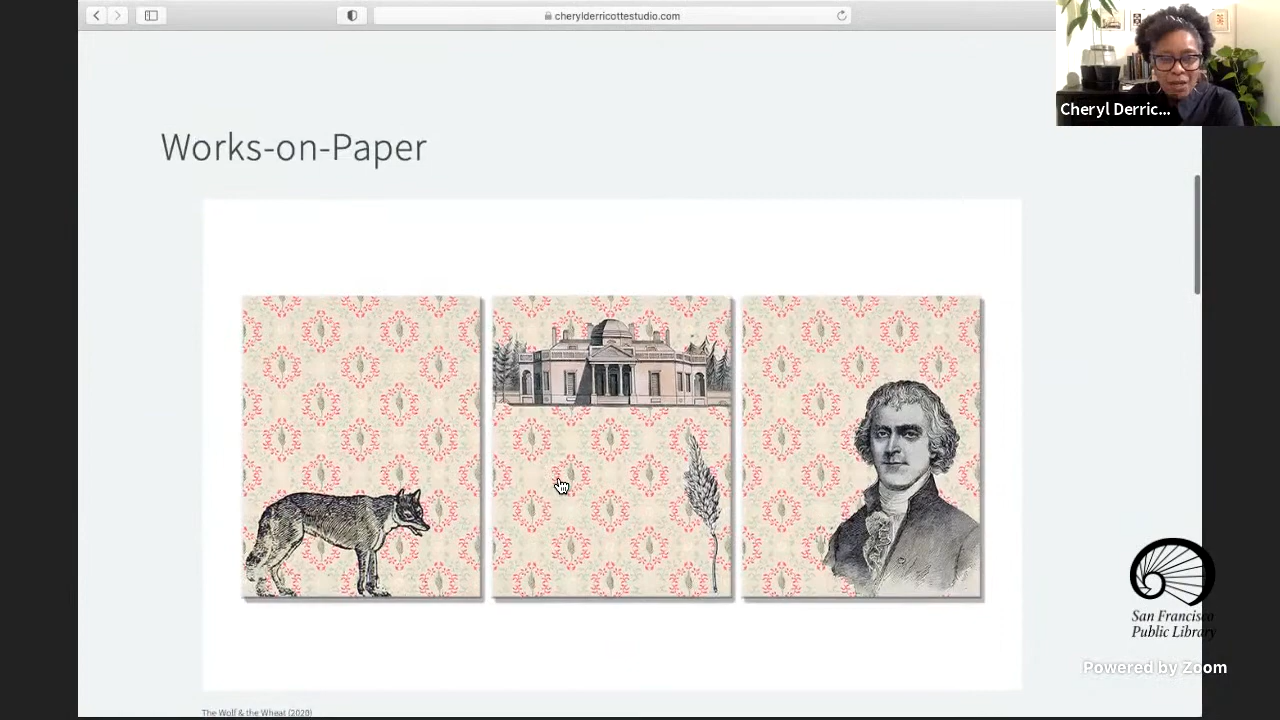 cherylderricottestudio.com
Cheryl Derric...
Works-on-Paper
San Francisco
Public Library
Powered by Zoom
The Wolf & the Wheat (2020)